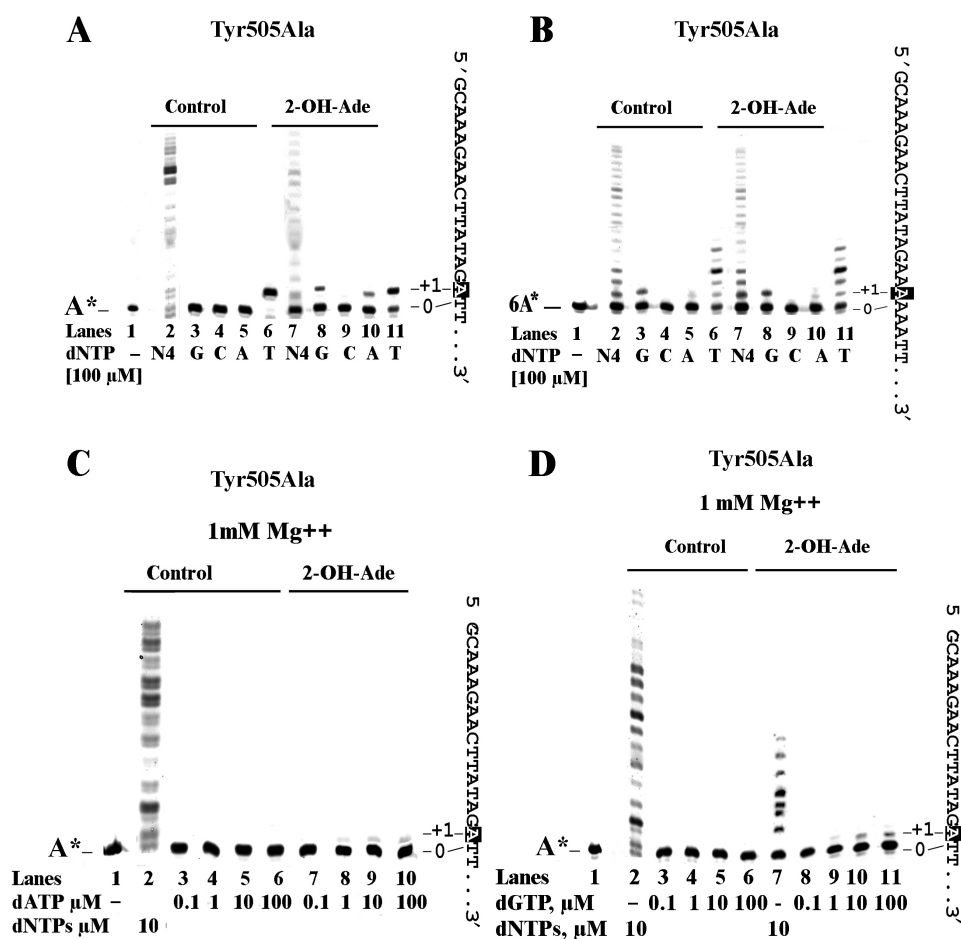 A
Tyr505Ala
Control
2-OH-Ade
+1
0
A*
Lanes 1 2 3 4 5 6 7 8 9 10 11
dNTP – N4 G C A T N4 G C A T
[100 µM]
5'GCAAAGAACTTATAGATT...3'
B
Tyr505Ala
Control
2-OH-Ade
+1
0
6A*
Lanes 1 2 3 4 5 6 7 8 9 10 11
dNTP – N4 G C A T N4 G C A T
[100 µM]
5'GCAAAGAACTTATAGAAAAAATT...3'
C
Tyr505Ala
1mM Mg++
Control
2-OH-Ade
+1
0
A*
Lanes 1 2 3 4 5 6 7 8 9 10
dATP µM – 0.1 1 10 100 0.1 1 10 100
dNTPs µM 10
5 GCAAAGAACTTATAGATT...3'
D
Tyr505Ala
1 mM Mg++
Control
2-OH-Ade
+1
0
A*
Lanes 1 2 3 4 5 6 7 8 9 10 11
dGTP, µM – 0.1 1 10 100 - 0.1 1 10 100
dNTPs, µM 10 10
5 GCAAAGAACTTATAGATT...3'